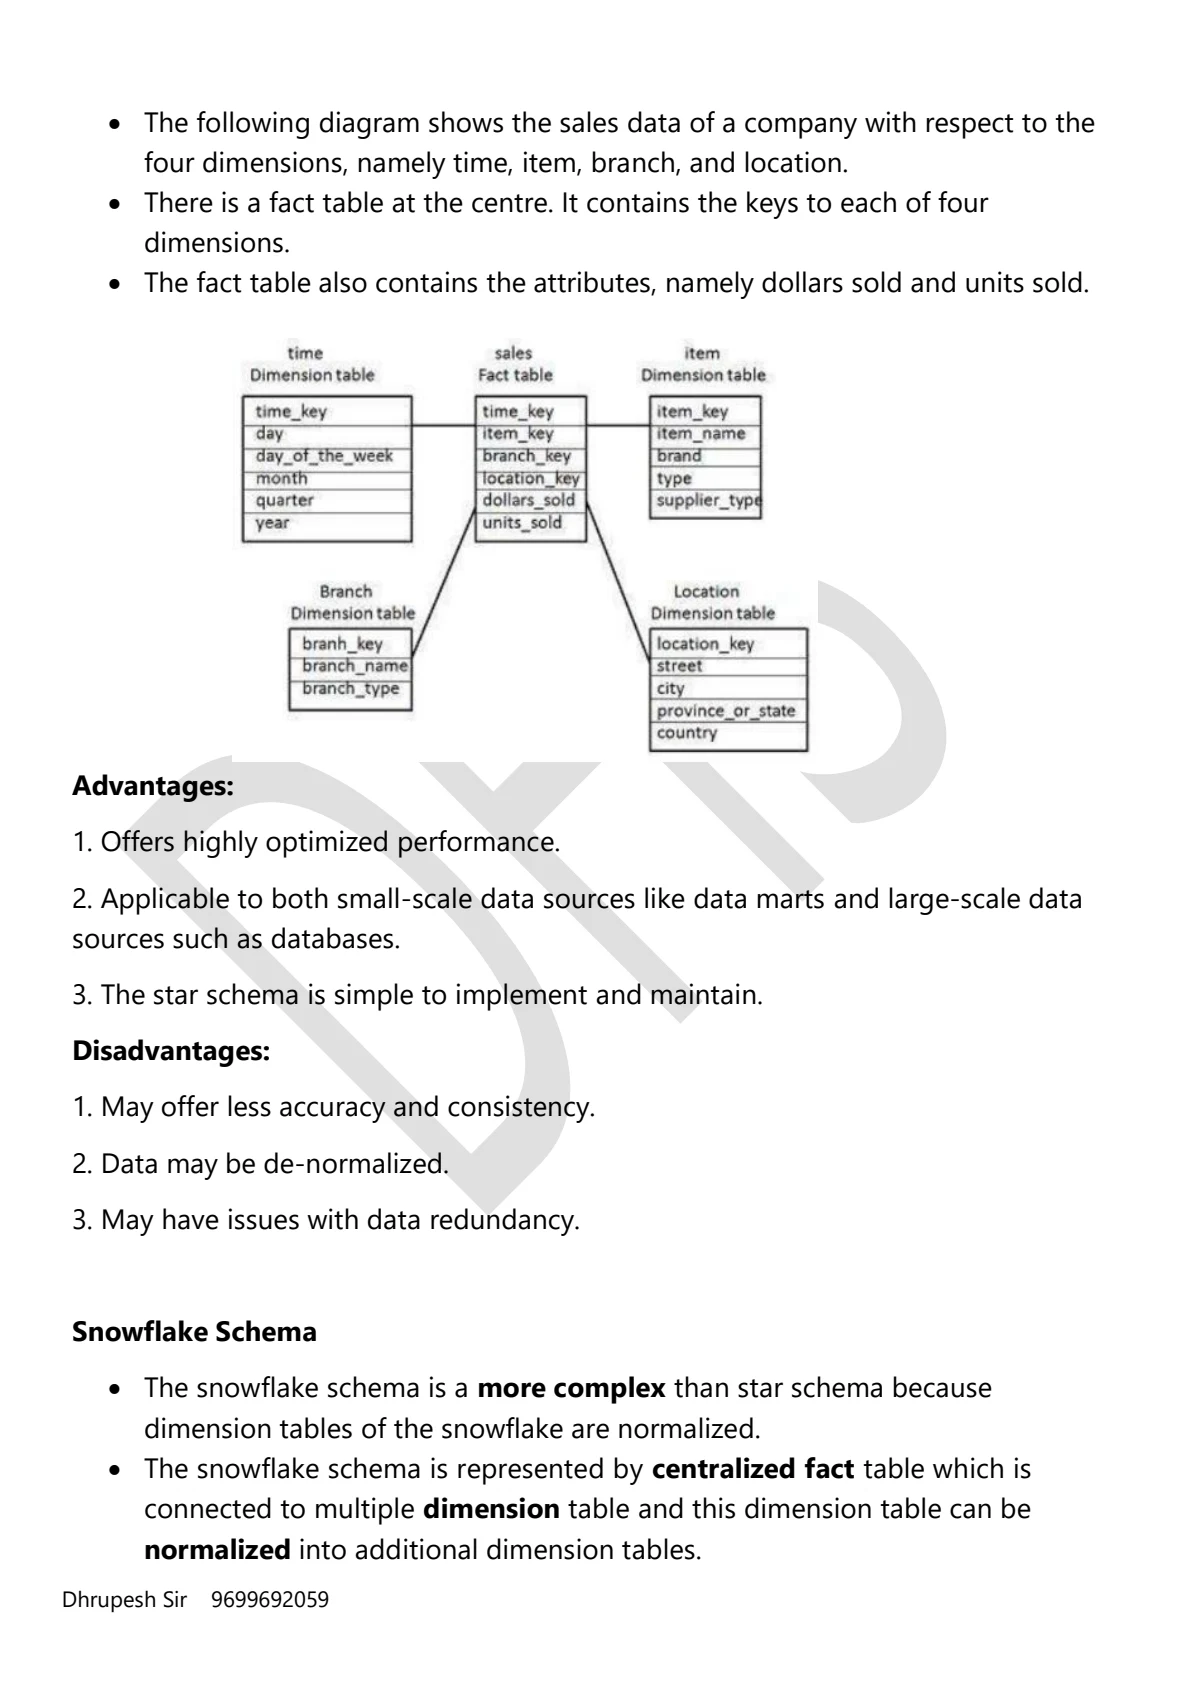 • The following diagram shows the sales data of a company with respect to the
four dimensions, namely time, item, branch, and location.
• There is a fact table at the centre. It contains the keys to each of four
dimensions.
• The fact table also contains the attributes, namely dollars sold and units sold.
time
Dimension table
time_key
day
day_of_the_week
month
quarter
year
sales
Fact table
time_key
item_key
branch_key
location_key
dollars_sold
units_sold
item
Dimension table
item_key
item_name
brand
type
supplier_type
Branch
Dimension table
branh_key
branch_name
branch_type
Location
Dimension table
location_key
street
city
province_or_state
country
Advantages:
1. Offers highly optimized performance.
2. Applicable to both small-scale data sources like data marts and large-scale data
sources such as databases.
3. The star schema is simple to implement and maintain.
Disadvantages:
1. May offer less accuracy and consistency.
2. Data may be de-normalized.
3. May have issues with data redundancy.
Snowflake Schema
• The snowflake schema is a more complex than star schema because
dimension tables of the snowflake are normalized.
• The snowflake schema is represented by centralized fact table which is
connected to multiple dimension table and this dimension table can be
normalized into additional dimension tables.
Dhrupesh Sir 9699692059